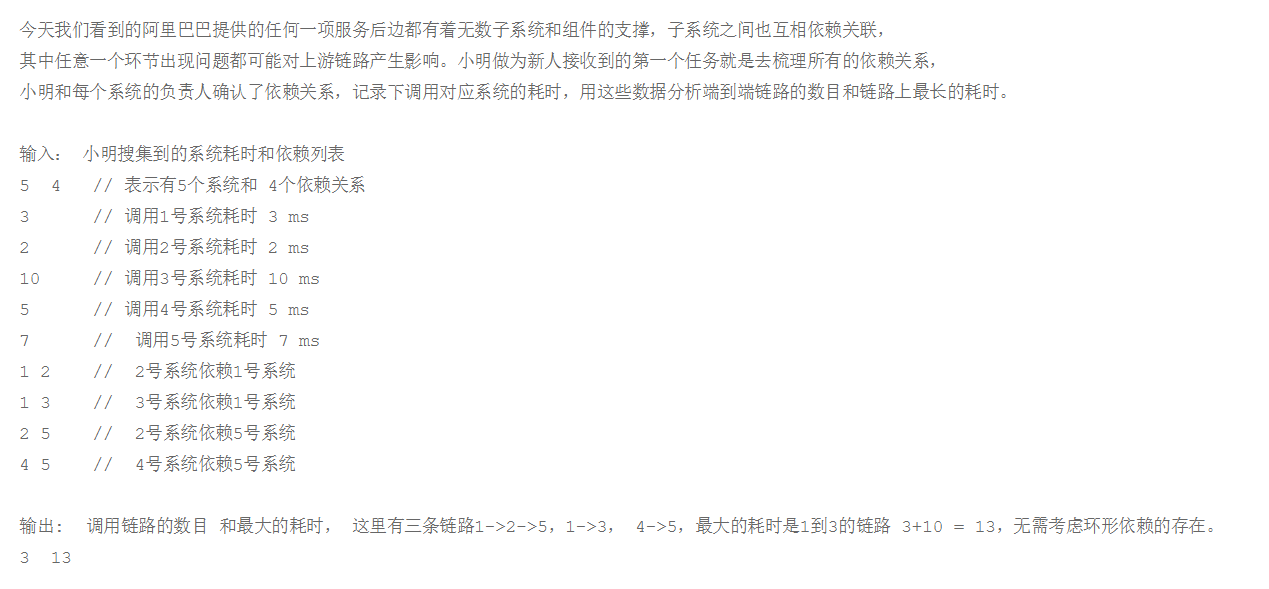 今天我们看到的阿里巴巴提供的任何一项服务后边都有着无数子系统和组件的支撑，子系统之间也互相依赖关联，
其中任意一个环节出现问题都可能对上游链路产生影响。小明做为新人接收到的第一个任务就是去梳理所有的依赖关系，
小明和每个系统的负责人确认了依赖关系，记录下调用对应系统的耗时，用这些数据分析端到端链路的数目和链路上最长的耗时。
输入： 小明搜集到的系统耗时和依赖列表
5  4   // 表示有5个系统和 4个依赖关系
3      // 调用1号系统耗时 3 ms
2      // 调用2号系统耗时 2 ms
10     // 调用3号系统耗时 10 ms
5      // 调用4号系统耗时 5 ms
7      //  调用5号系统耗时 7 ms
1 2    //  2号系统依赖1号系统
1 3    //  3号系统依赖1号系统
2 5    //  2号系统依赖5号系统
4 5    //  4号系统依赖5号系统
输出:  调用链路的数目 和最大的耗时， 这里有三条链路1->2->5，1->3， 4->5，最大的耗时是1到3的链路 3+10 = 13，无需考虑环形依赖的存在。
3  13